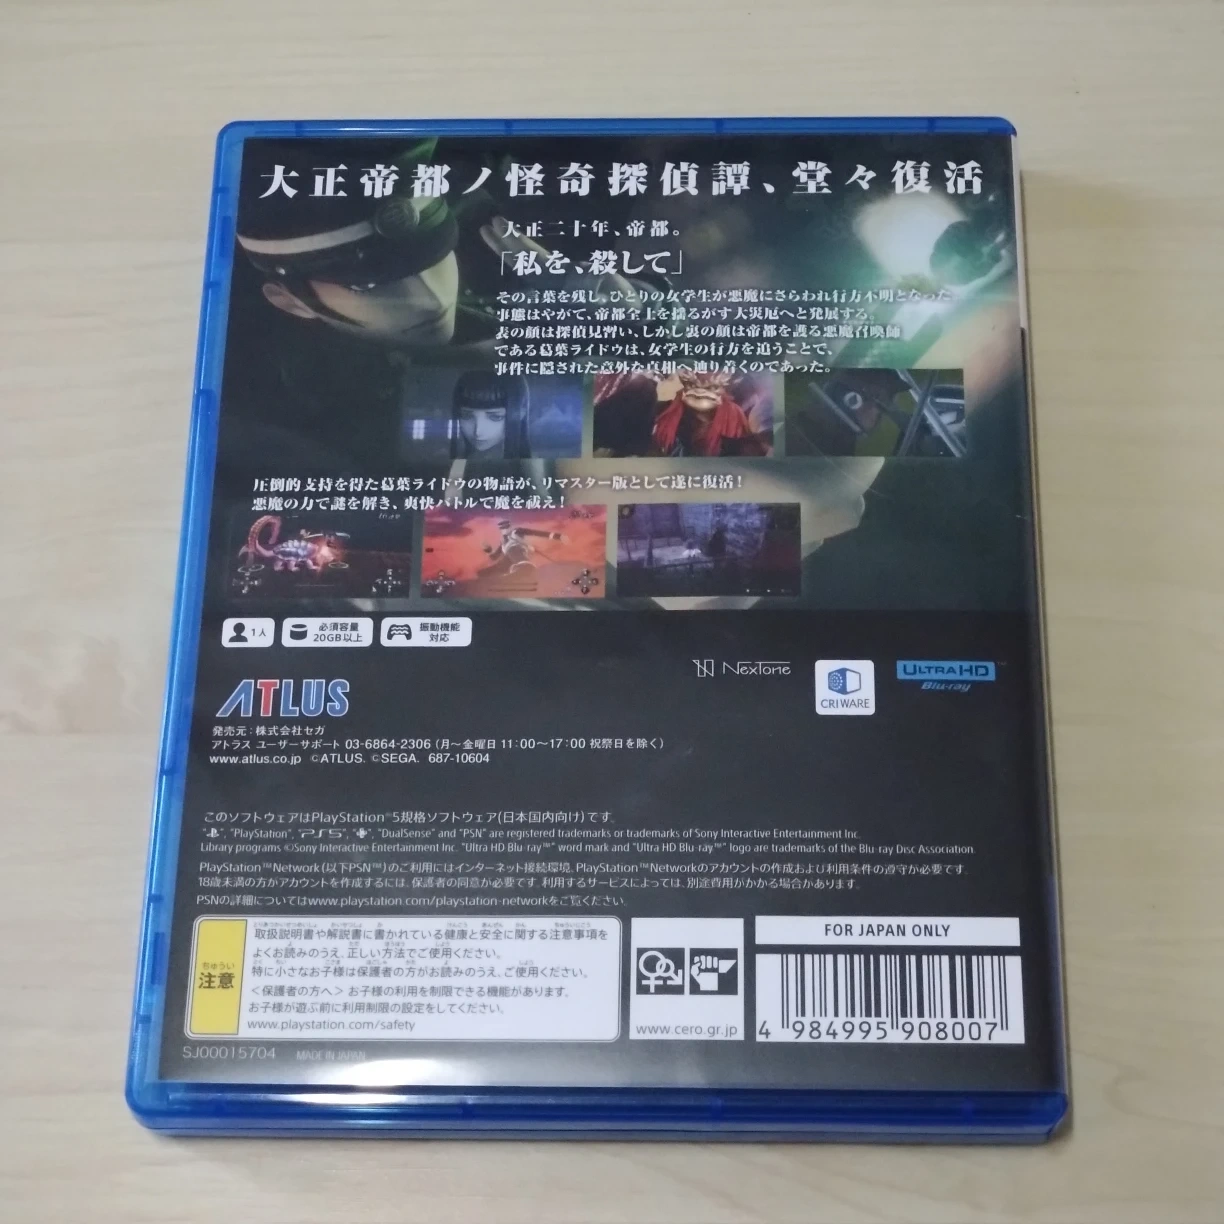 大正帝都ノ怪奇探偵譚、堂々復活
大正二十年、帝都。
「私を、殺して」
その言葉を残し、ひとりの女学生が悪魔にさらわれ行方不明となった。
事態はやがて、帝都全土を揺るがす大災厄へと発展する。
表の顔は探偵見習い、しかし裏の顔は帝都を護る悪魔召喚師
である葛葉ライドウは、女学生の行方を追うことで、
事件に隠された意外な真相へ辿り着くのであった。
圧倒的支持を得た葛葉ライドウの物語が、リマスター版として遂に復活!
悪魔の力で謎を解き、爽快バトルで魔を祓え!
1人
必須容量
20GB以上
振動機能
対応
NexTone
CRIWARE
ULTRA HD
Blu-ray
ATLUS
発売元:株式会社セガ
アトラス ユーザーサポート 03-6864-2306 (月〜金曜日 11:00〜17:00 祝祭日を除く)
www.atlus.co.jp ©ATLUS. ©SEGA. 687-10604
このソフトウェアはPlayStation®5規格ソフトウェア(日本国内向け)です。
"PlayStation", "PS5", "DualSense" and "PSN" are registered trademarks or trademarks of Sony Interactive Entertainment Inc.
Library programs ©Sony Interactive Entertainment Inc. "Ultra HD Blu-ray™" word mark and "Ultra HD Blu-ray™" logo are trademarks of the Blu-ray Disc Association.
PlayStation™Network(以下PSN™)のご利用にはインターネット接続環境、PlayStation™Networkのアカウントの作成および利用条件の遵守が必要です。
18歳未満の方がアカウントを作成するには、保護者の同意が必要です。利用するサービスによっては、別途費用がかかる場合があります。
PSNの詳細についてはwww.playstation.com/playstation-networkをご覧ください。
ちゅうい
注意
取扱説明書や解説書に書かれている健康と安全に関する注意事項を
よくお読みのうえ、正しい方法でご使用ください。
特に小さなお子様は保護者の方がお読みのうえ、ご使用ください。
<保護者の方へ> お子様の利用を制限できる機能があります。
お子様が遊ぶ前に利用制限の設定をしてください。
www.playstation.com/safety
www.cero.gr.jp
FOR JAPAN ONLY
4 984995 908007
SJ00015704 MADE IN JAPAN